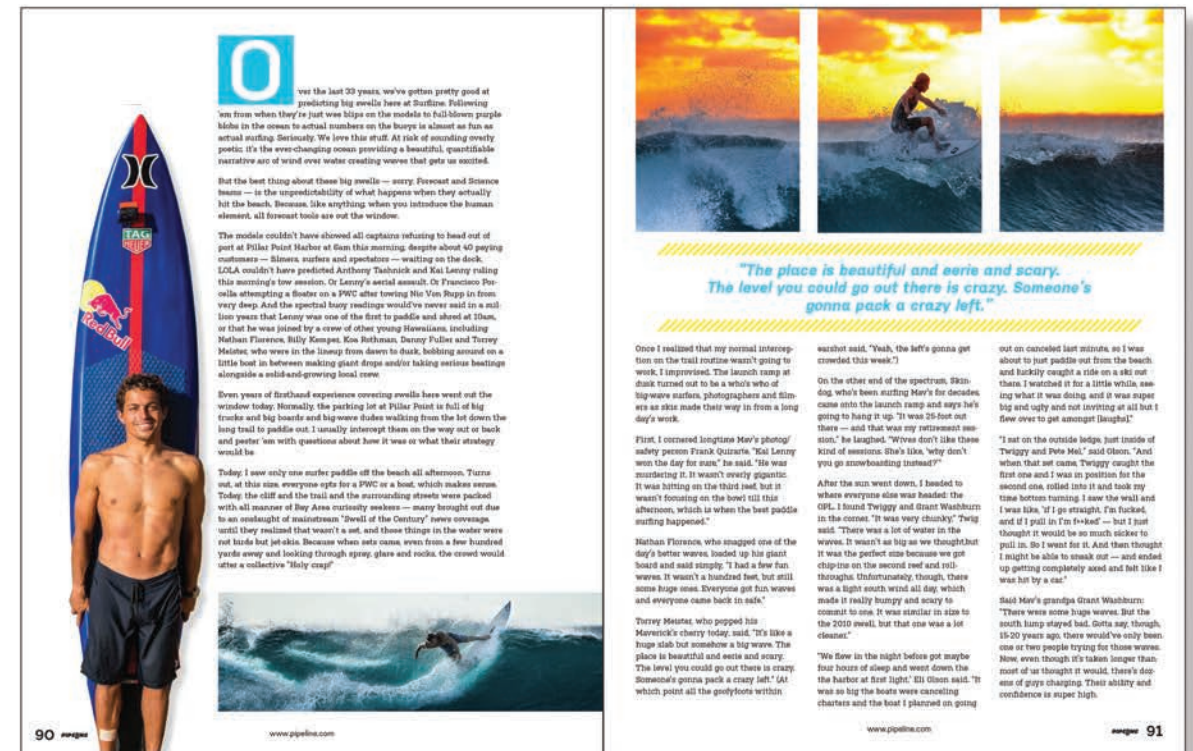 TAG
HEUER
Red Bull
O
ver the last 33 years, we've gotten pretty good at
predicting big swells here at Surfline. Following
'em from when they're just wee blips on the models to full-blown purple
blobs in the ocean to actual numbers on the buoys is almost as fun as
actual surfing. Seriously. We love this stuff. At risk of sounding overly
poetic, it's the ever-changing ocean providing a beautiful, quantifiable
narrative arc of wind over water creating waves that gets us excited.
But the best thing about these big swells — sorry, Forecast and Science
teams — is the unpredictability of what happens when they actually
hit the beach. Because, like anything, when you introduce the human
element, all forecast tools are out the window.
The models couldn't have showed all captains refusing to head out of
port at Pillar Point Harbor at 6am this morning, despite about 40 paying
customers — filmers, surfers and spectators — waiting on the dock.
LOLA couldn't have predicted Anthony Tashnick and Kai Lenny ruling
this morning's tow session. Or Lenny's aerial assault. Or Francisco Por-
cella attempting a floater on a PWC after towing Nic Von Rupp in from
very deep. And the spectral buoy readings would've never said in a mil-
lion years that Lenny was one of the first to paddle and shred at 10am,
or that he was joined by a crew of other young Hawaiians, including
Nathan Florence, Billy Kemper, Koa Rothman, Danny Fuller and Torrey
Meister, who were in the lineup from dawn to dusk, bobbing around on a
little boat in between making giant drops and/or taking serious beatings
alongside a solid-and-growing local crew.
Even years of firsthand experience covering swells here went out the
window today. Normally, the parking lot at Pillar Point is full of big
trucks and big boards and big-wave dudes walking from the lot down the
long trail to paddle out. I usually intercept them on the way out or back
and pester 'em with questions about how it was or what their strategy
would be.
Today, I saw only one surfer paddle off the beach all afternoon. Turns
out, at this size, everyone opts for a PWC or a boat, which makes sense.
Today, the cliff and the trail and the surrounding streets were packed
with all manner of Bay Area curiosity seekers — many brought out due
to an onslaught of mainstream "Swell of the Century" news coverage,
until they realized that wasn't a set, and those things in the water were
not birds but jet-skis. Because when sets came, even from a few hundred
yards away and looking through spray, glare and rocks, the crowd would
utter a collective "Holy crap!"
90 PIPELINE
www.pipeline.com
"The place is beautiful and eerie and scary.
The level you could go out there is crazy. Someone's
gonna pack a crazy left."
Once I realized that my normal intercep-
tion on the trail routine wasn't going to
work, I improvised. The launch ramp at
dusk turned out to be a who's who of
big-wave surfers, photographers and film-
ers as skis made their way in from a long
day's work.
First, I cornered longtime Mav's photog/
safety person Frank Quirarte. "Kai Lenny
won the day for sure," he said. "He was
murdering it. It wasn't overly gigantic.
It was hitting on the third reef, but it
wasn't focusing on the bowl till this
afternoon, which is when the best paddle
surfing happened."
Nathan Florence, who snagged one of the
day's better waves, loaded up his giant
board and said simply, "I had a few fun
waves. It wasn't a hundred feet, but still
some huge ones. Everyone got fun waves
and everyone came back in safe."
Torrey Meister, who popped his
Maverick's cherry today, said, "It's like a
huge slab but somehow a big wave. The
place is beautiful and eerie and scary.
The level you could go out there is crazy.
Someone's gonna pack a crazy left." (At
which point all the goofyfoots within
earshot said, "Yeah, the left's gonna get
crowded this week.")
On the other end of the spectrum, Skin-
dog, who's been surfing Mav's for decades,
came onto the launch ramp and says he's
going to hang it up. "It was 25-foot out
there — and that was my retirement ses-
sion," he laughed. "Wives don't like these
kind of sessions. She's like, 'why don't
you go snowboarding instead?'"
After the sun went down, I headed to
where everyone else was headed: the
OPL. I found Twiggy and Grant Washburn
in the corner. "It was very chunky," Twig
said. "There was a lot of water in the
waves. It wasn't as big as we thought,but
it was the perfect size because we got
chip-ins on the second reef and roll-
throughs. Unfortunately, though, there
was a light south wind all day, which
made it really bumpy and scary to
commit to one. It was similar in size to
the 2010 swell, but that one was a lot
cleaner."
"We flew in the night before got maybe
four hours of sleep and went down the
the harbor at first light," Eli Olson said. "It
was so big the boats were canceling
charters and the boat I planned on going
out on canceled last minute, so I was
about to just paddle out from the beach
and luckily caught a ride on a ski out
there. I watched it for a little while, see-
ing what it was doing, and it was super
big and ugly and not inviting at all but I
flew over to get amongst [laughs]."
"I sat on the outside ledge, just inside of
Twiggy and Pete Mel," said Olson. "And
when that set came, Twiggy caught the
first one and I was in position for the
second one, rolled into it and took my
time bottom turning. I saw the wall and
I was like, 'if I go straight, I'm fucked,
and if I pull in I'm f**ked' — but I just
thought it would be so much sicker to
pull in. So I went for it. And then thought
I might be able to sneak out — and ended
up getting completely axed and felt like I
was hit by a car."
Said Mav's grandpa Grant Washburn:
"There were some huge waves. But the
south lump stayed bad. Gotta say, though,
15-20 years ago, there would've only been
one or two people trying for those waves.
Now, even though it's taken longer than
most of us thought it would, there's doz-
ens of guys charging. Their ability and
confidence is super high.
www.pipeline.com
PIPELINE 91